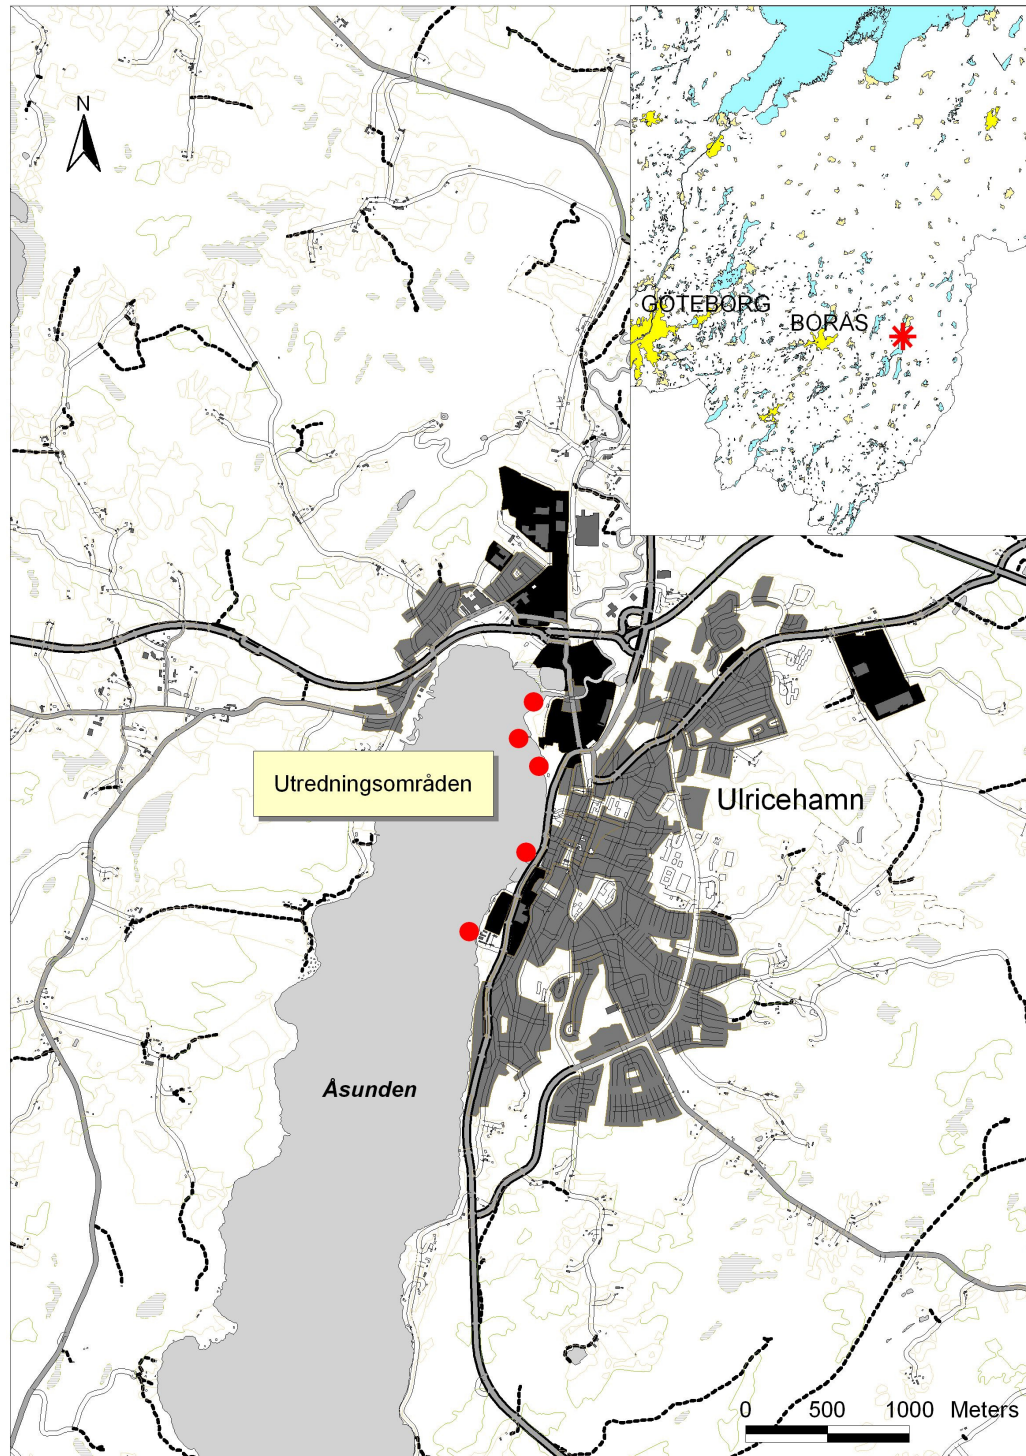 N
GÖTEBORG
BORÅS
Utredningsområden
Ulricehamn
Åsunden
0 500 1000 Meters